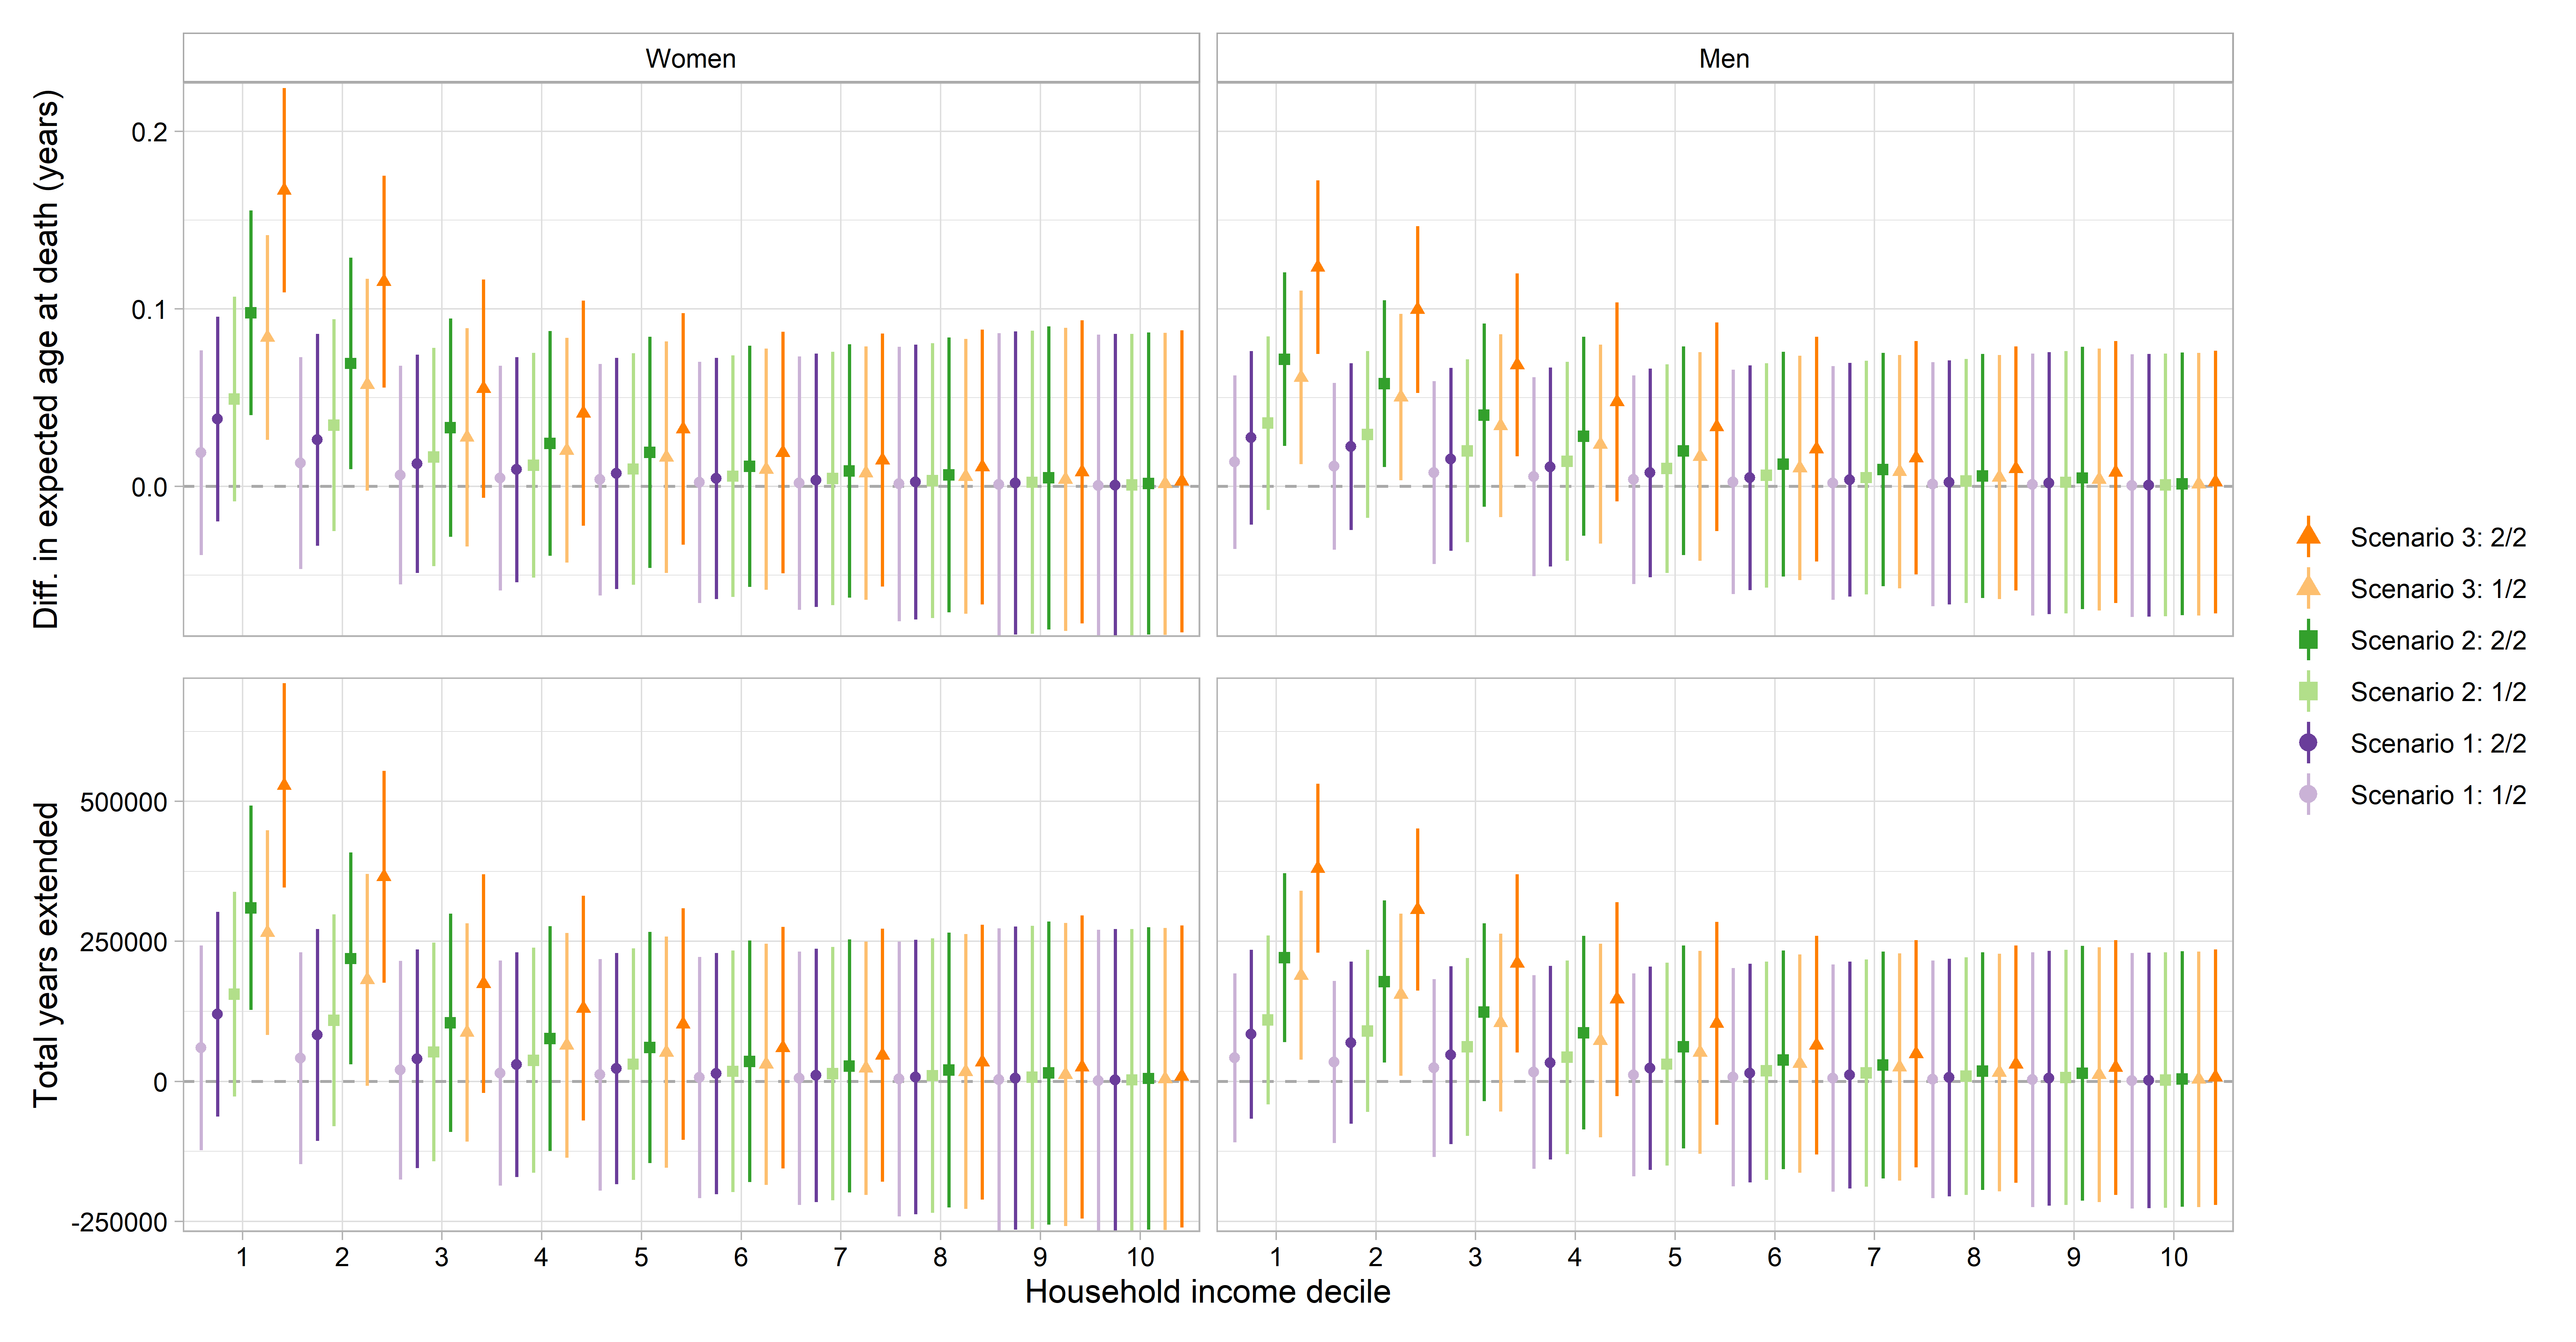 Women
Men
Diff. in expected age at death (years)
0.2
0.1
0.0
Total years extended
500000
250000
0
-250000
1 2 3 4 5 6 7 8 9 10
1 2 3 4 5 6 7 8 9 10
Household income decile
Scenario 3: 2/2
Scenario 3: 1/2
Scenario 2: 2/2
Scenario 2: 1/2
Scenario 1: 2/2
Scenario 1: 1/2